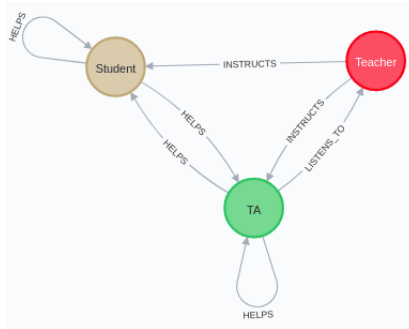 HELPS
Student
INSTRUCTS
Teacher
HELPS
HELPS
INSTRUCTS
LISTENS_TO
TA
HELPS